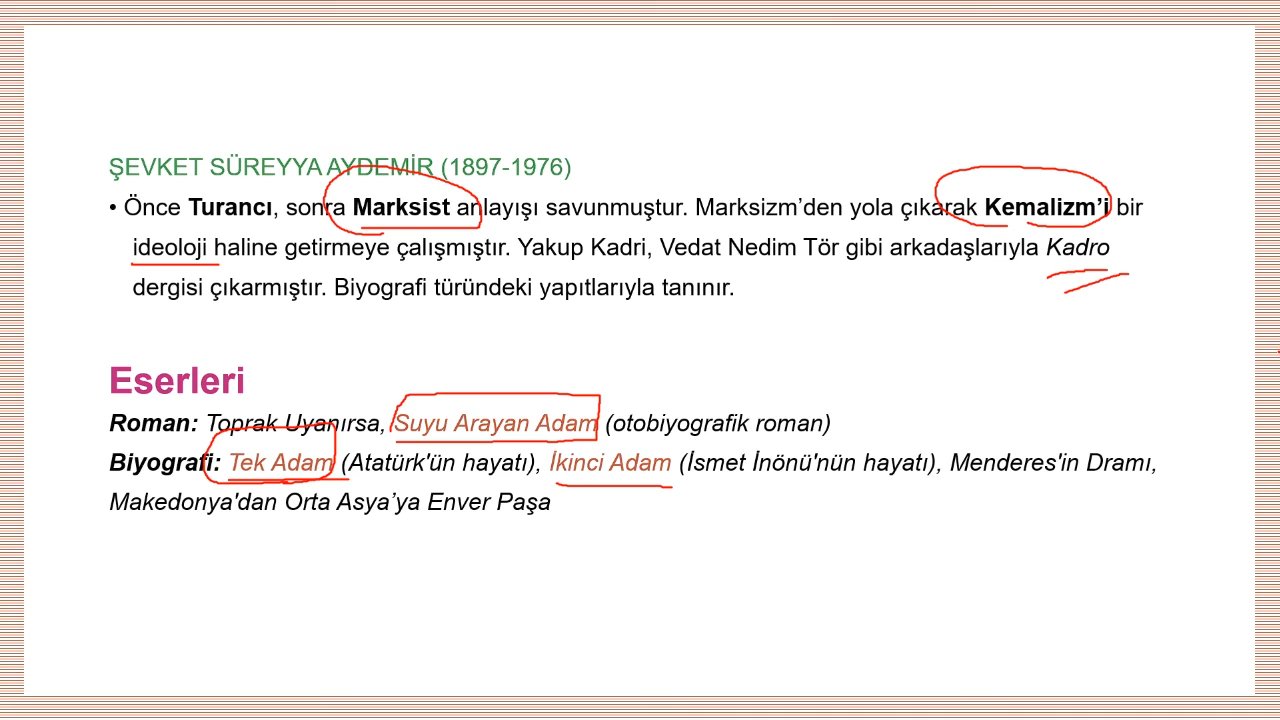 ŞEVKET SÜREYYA AYDEMİR (1897-1976)
• Önce Turancı, sonra Marksist anlayışı savunmuştur. Marksizm’den yola çıkarak Kemalizm’i bir
ideoloji haline getirmeye çalışmıştır. Yakup Kadri, Vedat Nedim Tör gibi arkadaşlarıyla Kadro
dergisi çıkarmıştır. Biyografi türündeki yapıtlarıyla tanınır.
Eserleri
Roman: Toprak Uyanırsa, Suyu Arayan Adam (otobiyografik roman)
Biyografi: Tek Adam (Atatürk'ün hayatı), İkinci Adam (İsmet İnönü'nün hayatı), Menderes'in Dramı,
Makedonya'dan Orta Asya’ya Enver Paşa